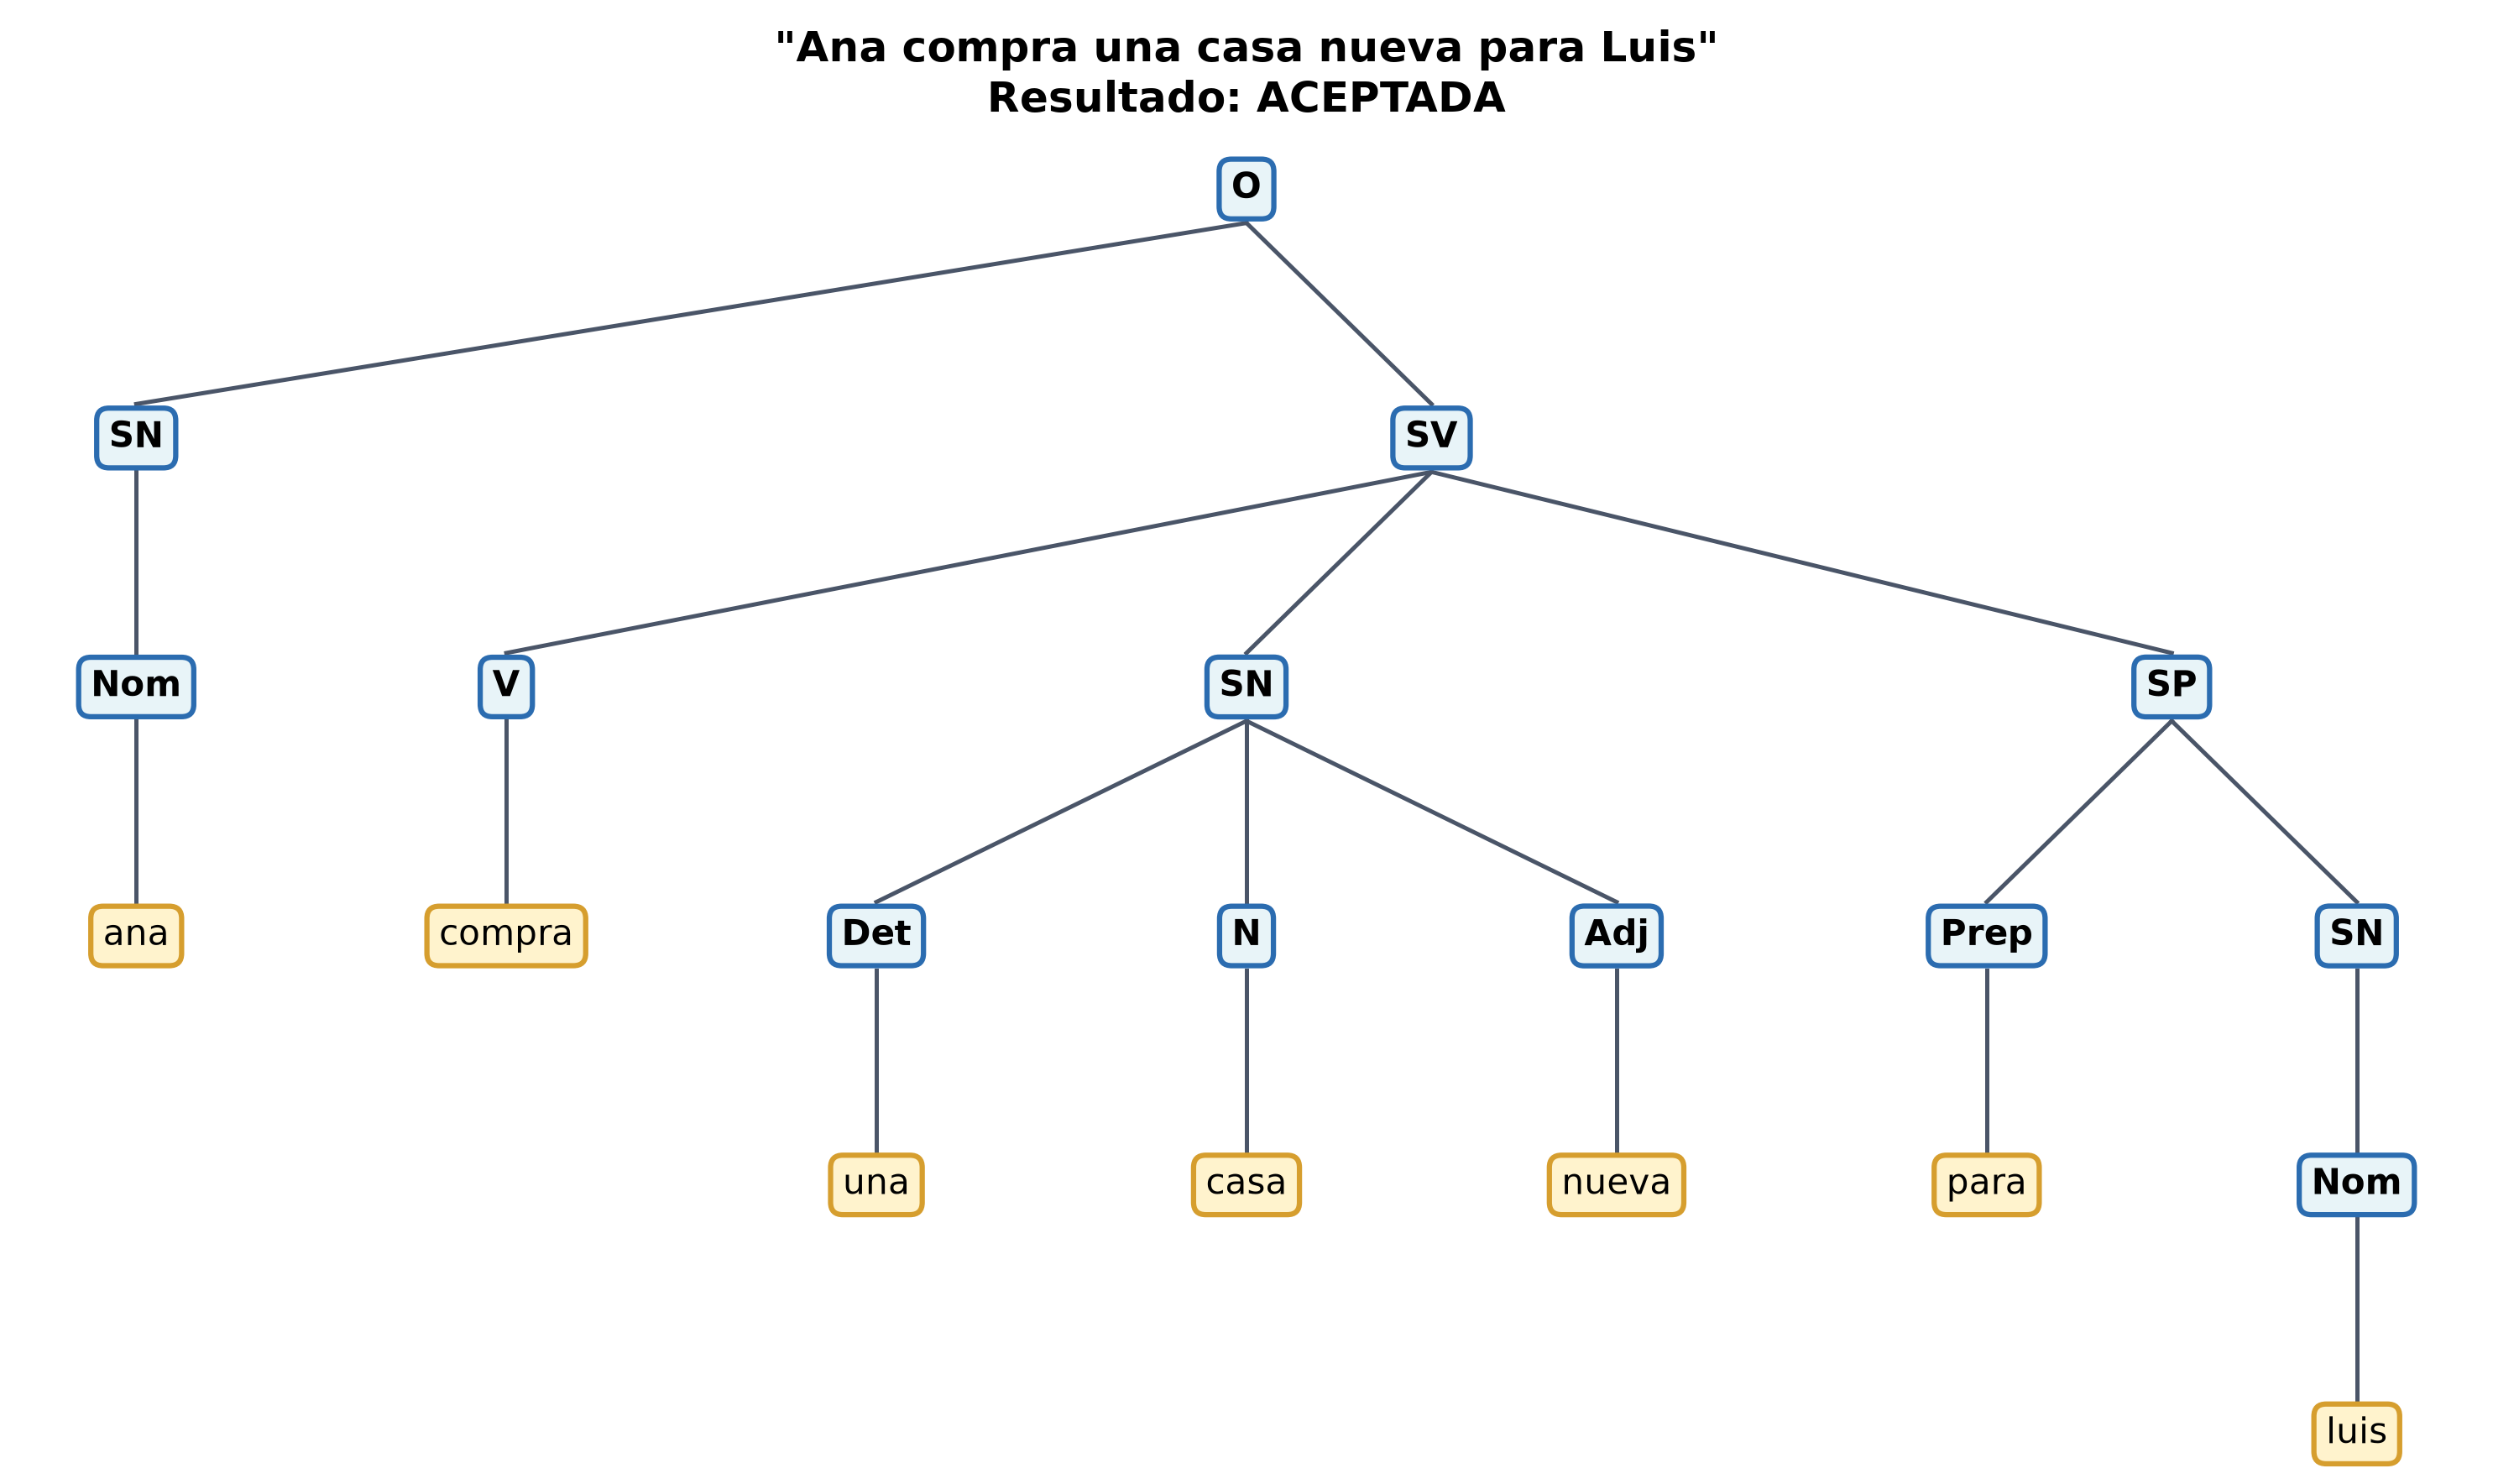 "Ana compra una casa nueva para Luis"
Resultado: ACEPTADA
O
SN SV
Nom V SN SP
ana compra Det N Adj Prep SN
una casa nueva para Nom
luis